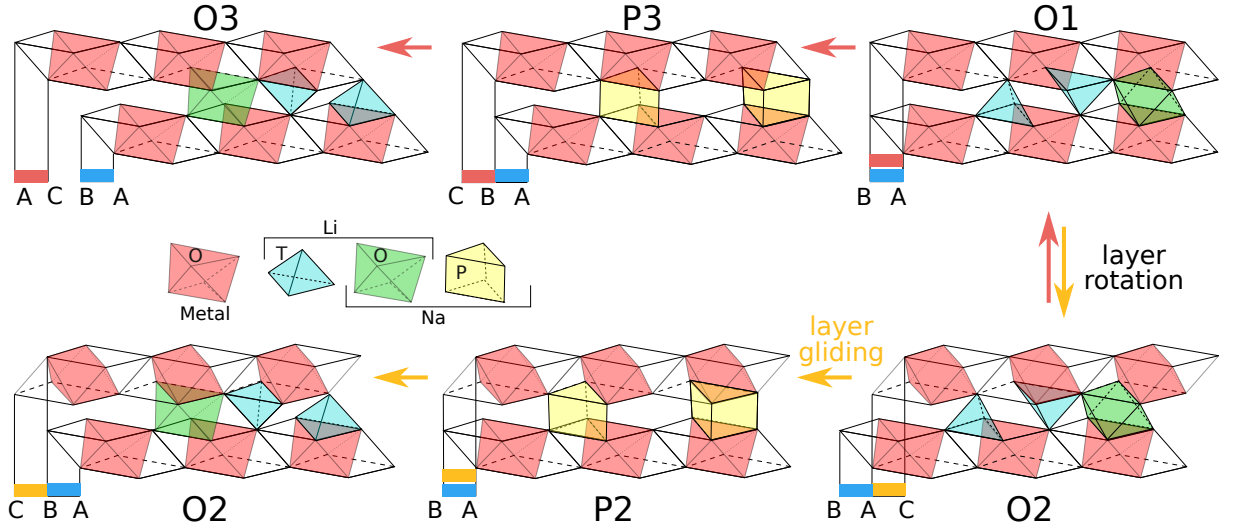 O3 P3 O1
A C B A
C B A
B A
Li
T
O O P
Metal
Na
layer
rotation
layer
gliding
C B A
B A
B A C
O2 P2 O2